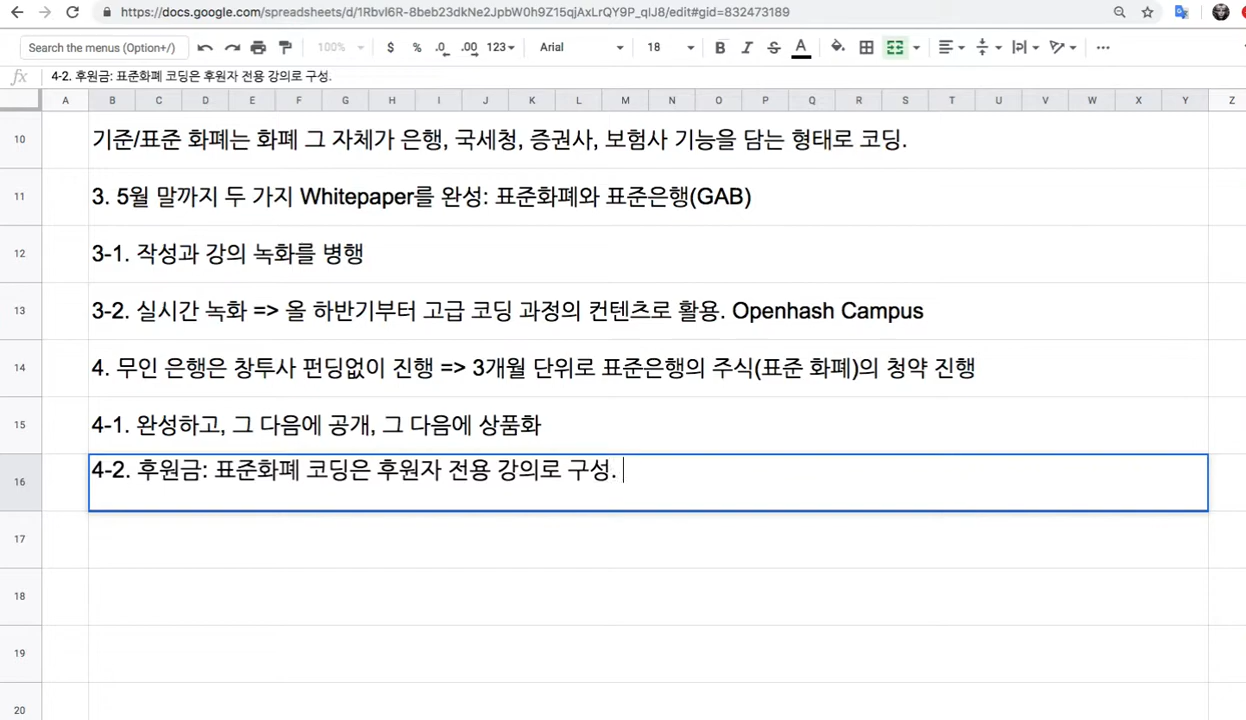 https://docs.google.com/spreadsheets/d/1Rbvl6R-8beb23dkNe2JpbW0h9Z15qjAxLrQY9P_qlJ8/edit#gid=832473189
Search the menus (Option+/) 100% $ % .0 .00 123 Arial 18 B I S A
fx 4-2. 후원금: 표준화폐 코딩은 후원자 전용 강의로 구성.
A B C D E F G H I J K L M N O P Q R S T U V W X Y Z
10 기준/표준 화폐는 화폐 그 자체가 은행, 국세청, 증권사, 보험사 기능을 담는 형태로 코딩.
11 3. 5월 말까지 두 가지 Whitepaper를 완성: 표준화폐와 표준은행(GAB)
12 3-1. 작성과 강의 녹화를 병행
13 3-2. 실시간 녹화 => 올 하반기부터 고급 코딩 과정의 컨텐츠로 활용. Openhash Campus
14 4. 무인 은행은 창투사 펀딩없이 진행 => 3개월 단위로 표준은행의 주식(표준 화폐)의 청약 진행
15 4-1. 완성하고, 그 다음에 공개, 그 다음에 상품화
16 4-2. 후원금: 표준화폐 코딩은 후원자 전용 강의로 구성.
17
18
19
20